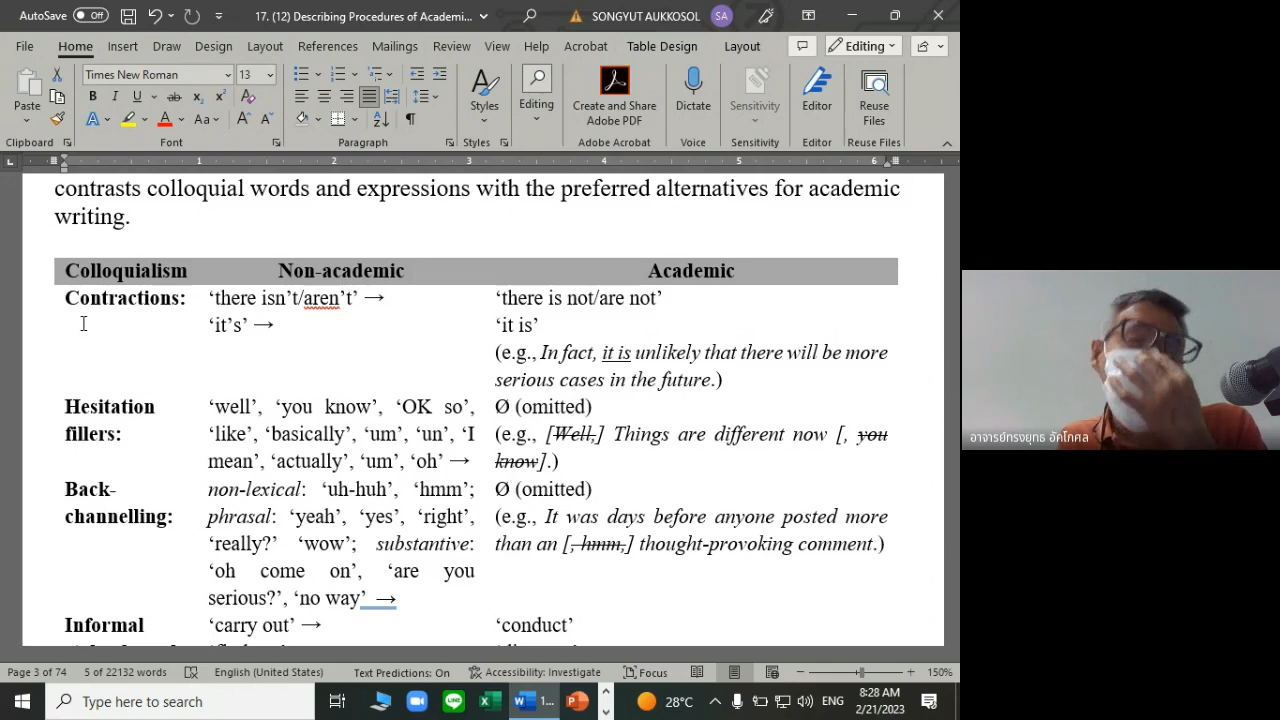 AutoSave Off 17. (12) Describing Procedures of Academi... SONGYUT AUKKOSOL SA
File Home Insert Draw Design Layout References Mailings Review View Help Acrobat Table Design Layout Editing
Times New Roman 13
Paste Styles Editing Create and Share Adobe PDF Dictate Sensitivity Editor Reuse Files
Clipboard Font Paragraph Styles Adobe Acrobat Voice Sensitivity Editor Reuse Files
1 2 3 4 5 6
contrasts colloquial words and expressions with the preferred alternatives for academic
writing.
Colloquialism Non-academic Academic
Contractions: ‘there isn’t/aren’t’ → ‘there is not/are not’
‘it’s’ → ‘it is’
(e.g., In fact, it is unlikely that there will be more
serious cases in the future.)
Hesitation ‘well’, ‘you know’, ‘OK so’, Ø (omitted)
fillers: ‘like’, ‘basically’, ‘um’, ‘un’, ‘I (e.g., [Well,] Things are different now [, you
mean’, ‘actually’, ‘um’, ‘oh’ → know].)
Back- non-lexical: ‘uh-huh’, ‘hmm’; Ø (omitted)
channelling: phrasal: ‘yeah’, ‘yes’, ‘right’, (e.g., It was days before anyone posted more
‘really?’ ‘wow’; substantive: than an [, hmm,] thought-provoking comment.)
‘oh come on’, ‘are you
serious?’, ‘no way’ →
Informal ‘carry out’ → ‘conduct’
อาจารย์ทรงยุทธ อัคโกศล
Page 3 of 74 5 of 22132 words English (United States) Text Predictions: On Accessibility: Investigate Focus 150%
Type here to search 1... 28°C ENG 8:28 AM
2/21/2023